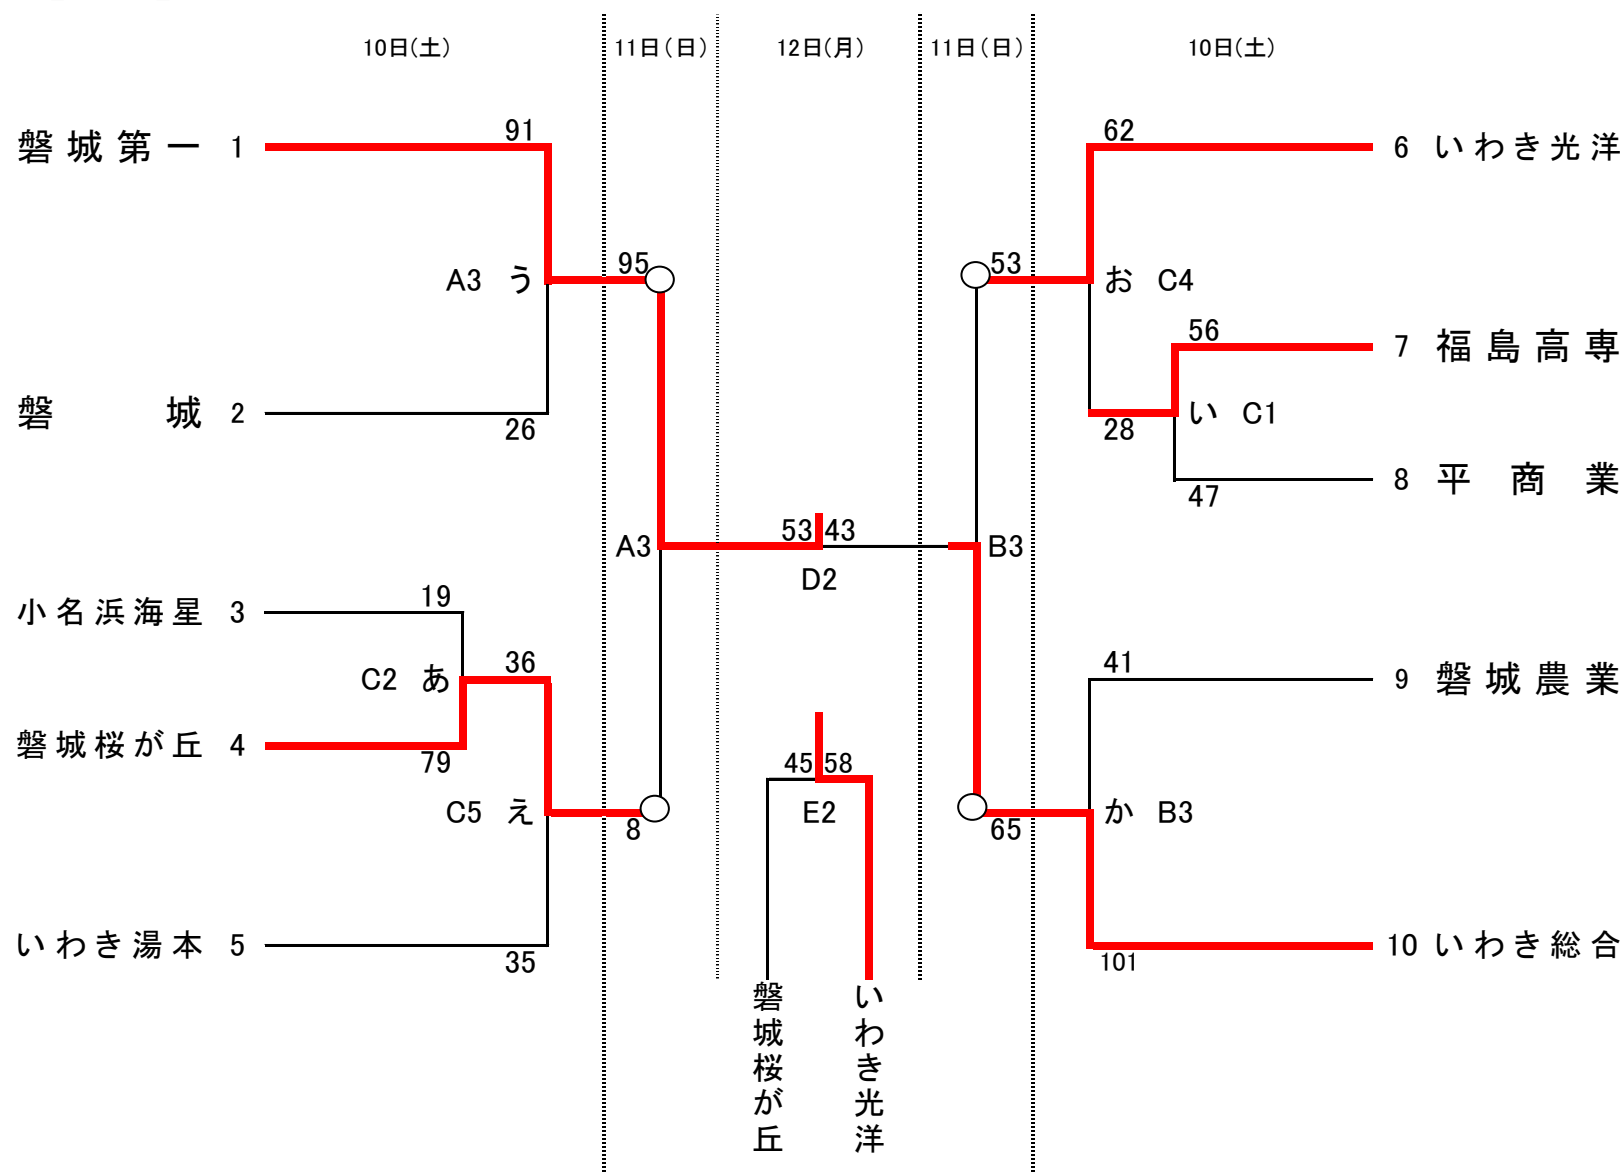 10日(土) 11日(日) 12日(月) 11日(日) 10日(土)
91 62
磐城第一 1 6 いわき光洋
95 53
A3 う お C4
56
7 福島高専
磐城 2 い C1
26 28
8 平商業
47
53 43
A3 B3
D2
19
小名浜海星 3
36 41
C2 あ 9 磐城農業
磐城桜が丘 4
79 45 58
C5 え E2 か B3
8 65
いわき湯本 5 10 いわき総合
35 101
磐城桜が丘
いわき光洋